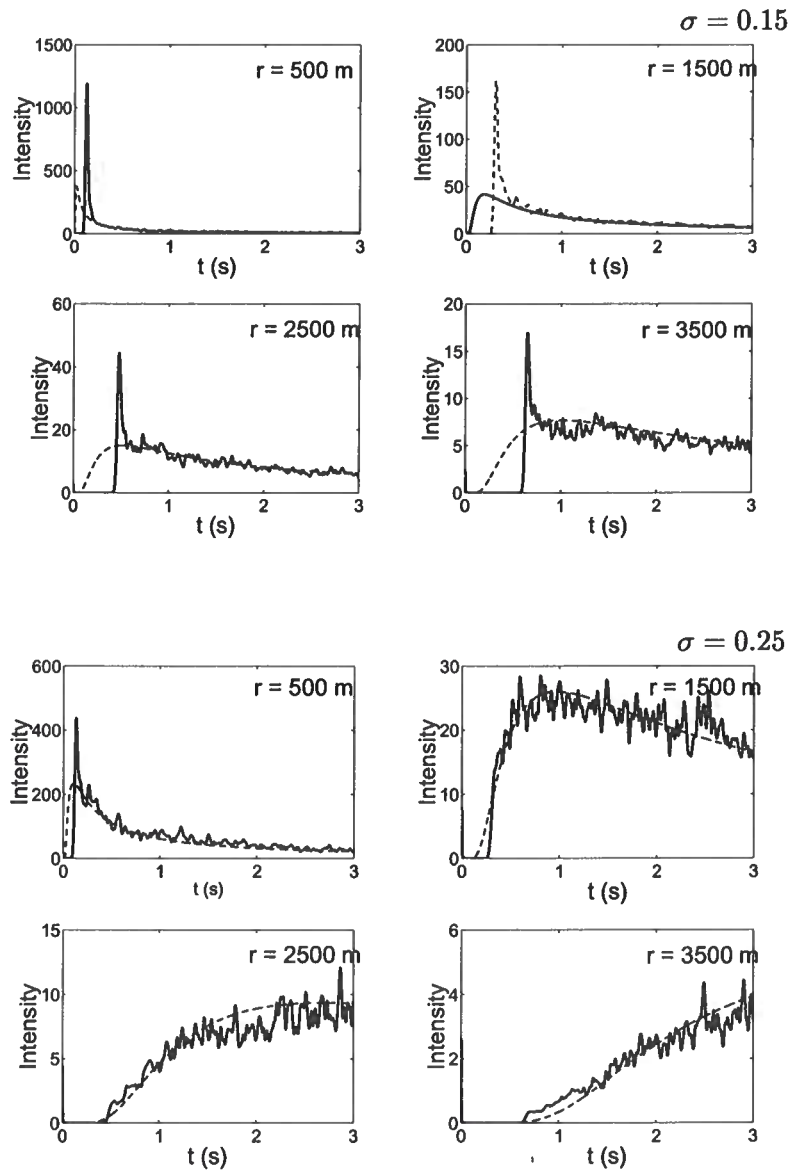 σ = 0.15
1500
1000
500
0
Intensity
r = 500 m
0 1 2 3
t (s)
200
150
100
50
0
Intensity
r = 1500 m
0 1 2 3
t (s)
60
40
20
0
Intensity
r = 2500 m
0 1 2 3
t (s)
20
15
10
5
0
Intensity
r = 3500 m
0 1 2 3
t (s)
σ = 0.25
600
400
200
0
Intensity
r = 500 m
0 1 2 3
t (s)
30
20
10
0
Intensity
r = 1500 m
0 1 2 3
t (s)
15
10
5
0
Intensity
r = 2500 m
0 1 2 3
t (s)
6
4
2
0
Intensity
r = 3500 m
0 1 2 3
t (s)